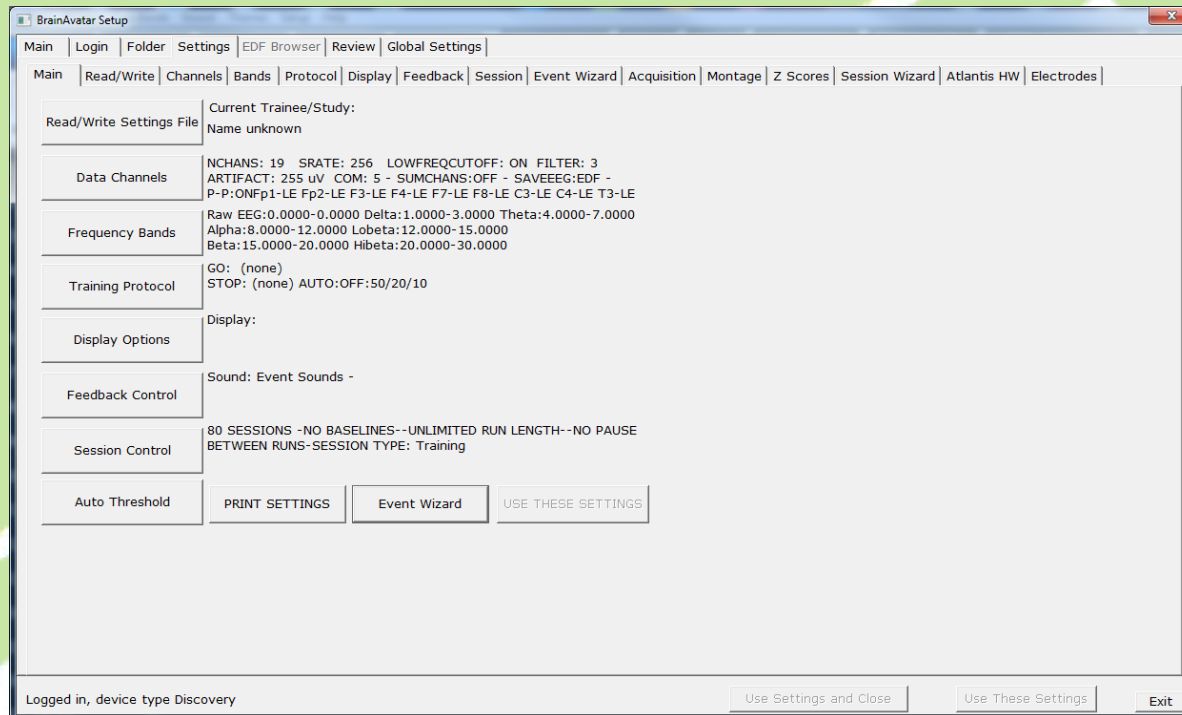 BrainAvatar Setup
Main Login Folder Settings EDF Browser Review Global Settings
Main Read/Write Channels Bands Protocol Display Feedback Session Event Wizard Acquisition Montage Z Scores Session Wizard Atlantis HW Electrodes
Read/Write Settings File
Current Trainee/Study:
Name unknown
Data Channels
NCHANS: 19 SRATE: 256 LOWFREQCUTOFF: ON FILTER: 3
ARTIFACT: 255 uV COM: 5 - SUMCHANS:OFF - SAVEEEG:EDF -
P-P:ONFp1-LE Fp2-LE F3-LE F4-LE F7-LE F8-LE C3-LE C4-LE T3-LE
Frequency Bands
Raw EEG:0.0000-0.0000 Delta:1.0000-3.0000 Theta:4.0000-7.0000
Alpha:8.0000-12.0000 Lobeta:12.0000-15.0000
Beta:15.0000-20.0000 Hibeta:20.0000-30.0000
Training Protocol
GO: (none)
STOP: (none) AUTO:OFF:50/20/10
Display Options
Display:
Feedback Control
Sound: Event Sounds -
Session Control
80 SESSIONS -NO BASELINES--UNLIMITED RUN LENGTH--NO PAUSE
BETWEEN RUNS-SESSION TYPE: Training
Auto Threshold PRINT SETTINGS Event Wizard USE THESE SETTINGS
Logged in, device type Discovery
Use Settings and Close Use These Settings Exit